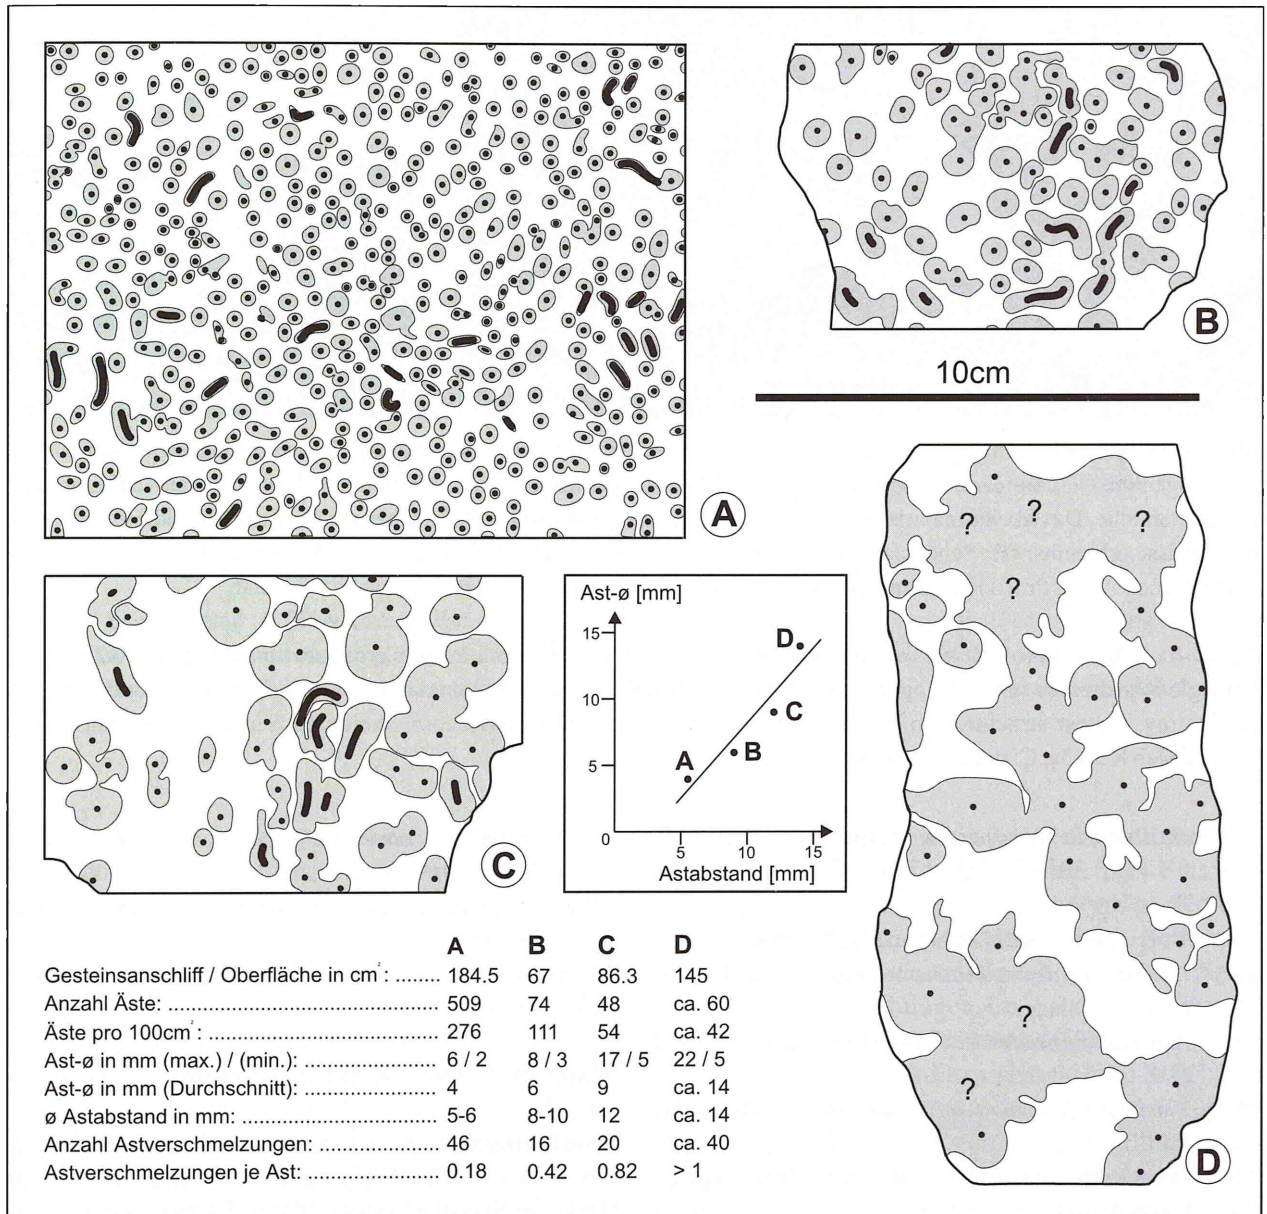 A
B
10cm
?
?
?
?
C
Ast-ø [mm]
15
10
5
0
5
10
15
A
B
C
D
Astabstand [mm]
?
?
D
A B C D
Gesteinsanschliff / Oberfläche in cm²: ........ 184.5 67 86.3 145
Anzahl Äste: ............................................... 509 74 48 ca. 60
Äste pro 100cm²: ........................................ 276 111 54 ca. 42
Ast-ø in mm (max.) / (min.): ....................... 6 / 2 8 / 3 17 / 5 22 / 5
Ast-ø in mm (Durchschnitt): ....................... 4 6 9 ca. 14
ø Astabstand in mm: .................................. 5-6 8-10 12 ca. 14
Anzahl Astverschmelzungen: ..................... 46 16 20 ca. 40
Astverschmelzungen je Ast: ....................... 0.18 0.42 0.82 > 1